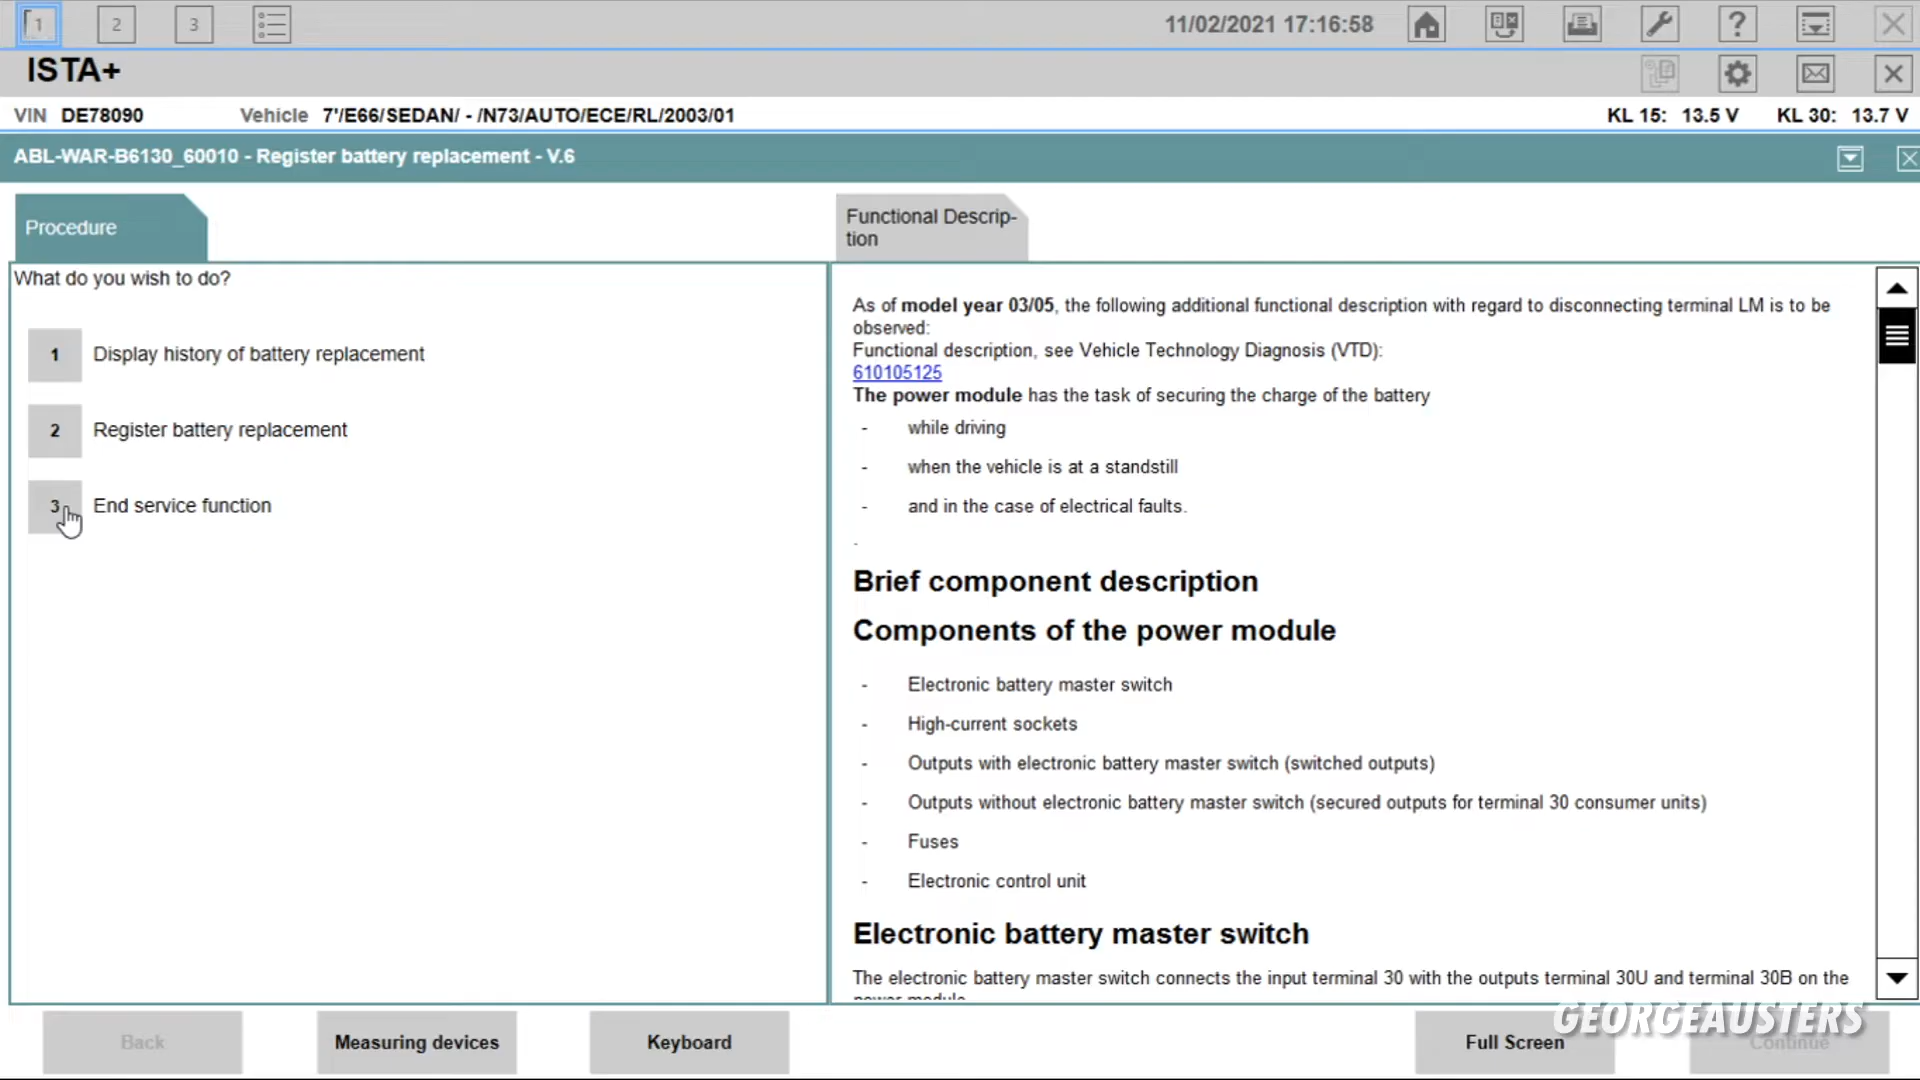 1
2
3
11/02/2021 17:16:58
?
ISTA+
VIN DE78090 Vehicle 7'/E66/SEDAN/ - /N73/AUTO/ECE/RL/2003/01 KL 15: 13.5 V KL 30: 13.7 V
ABL-WAR-B6130_60010 - Register battery replacement - V.6
Procedure
What do you wish to do?
1 Display history of battery replacement
2 Register battery replacement
3 End service function
Functional Descrip-
tion
As of model year 03/05, the following additional functional description with regard to disconnecting terminal LM is to be
observed:
Functional description, see Vehicle Technology Diagnosis (VTD):
610105125
The power module has the task of securing the charge of the battery
- while driving
- when the vehicle is at a standstill
- and in the case of electrical faults.
.
Brief component description
Components of the power module
- Electronic battery master switch
- High-current sockets
- Outputs with electronic battery master switch (switched outputs)
- Outputs without electronic battery master switch (secured outputs for terminal 30 consumer units)
- Fuses
- Electronic control unit
Electronic battery master switch
The electronic battery master switch connects the input terminal 30 with the outputs terminal 30U and terminal 30B on the
power module.
GEORGEAUSTERS
Back Measuring devices Keyboard Full Screen Continue